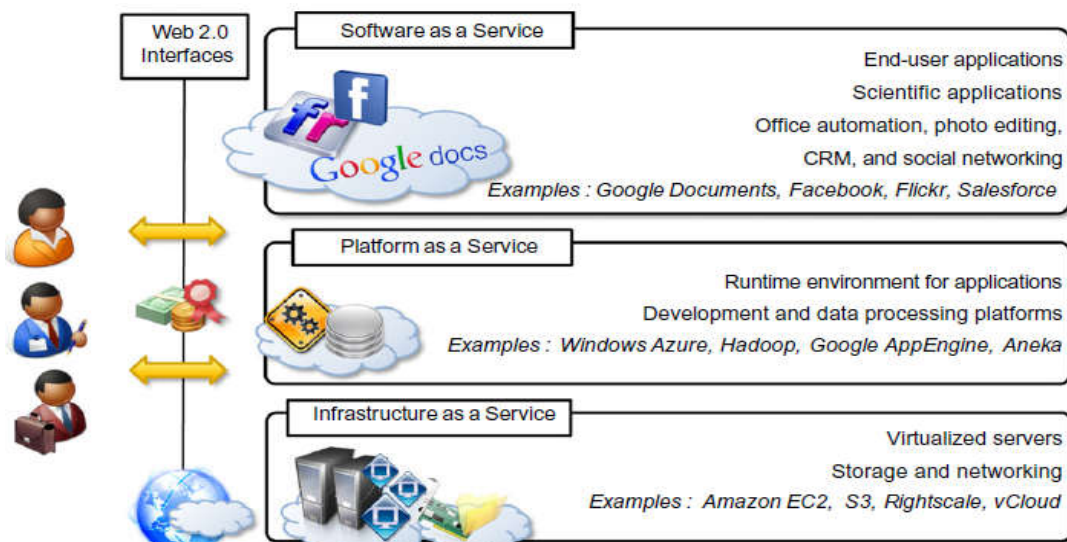 Web 2.0
Interfaces
Software as a Service
End-user applications
Scientific applications
Office automation, photo editing,
CRM, and social networking
Examples : Google Documents, Facebook, Flickr, Salesforce
f
fr
Google docs
Platform as a Service
Runtime environment for applications
Development and data processing platforms
Examples : Windows Azure, Hadoop, Google AppEngine, Aneka
Infrastructure as a Service
Virtualized servers
Storage and networking
Examples : Amazon EC2, S3, Rightscale, vCloud